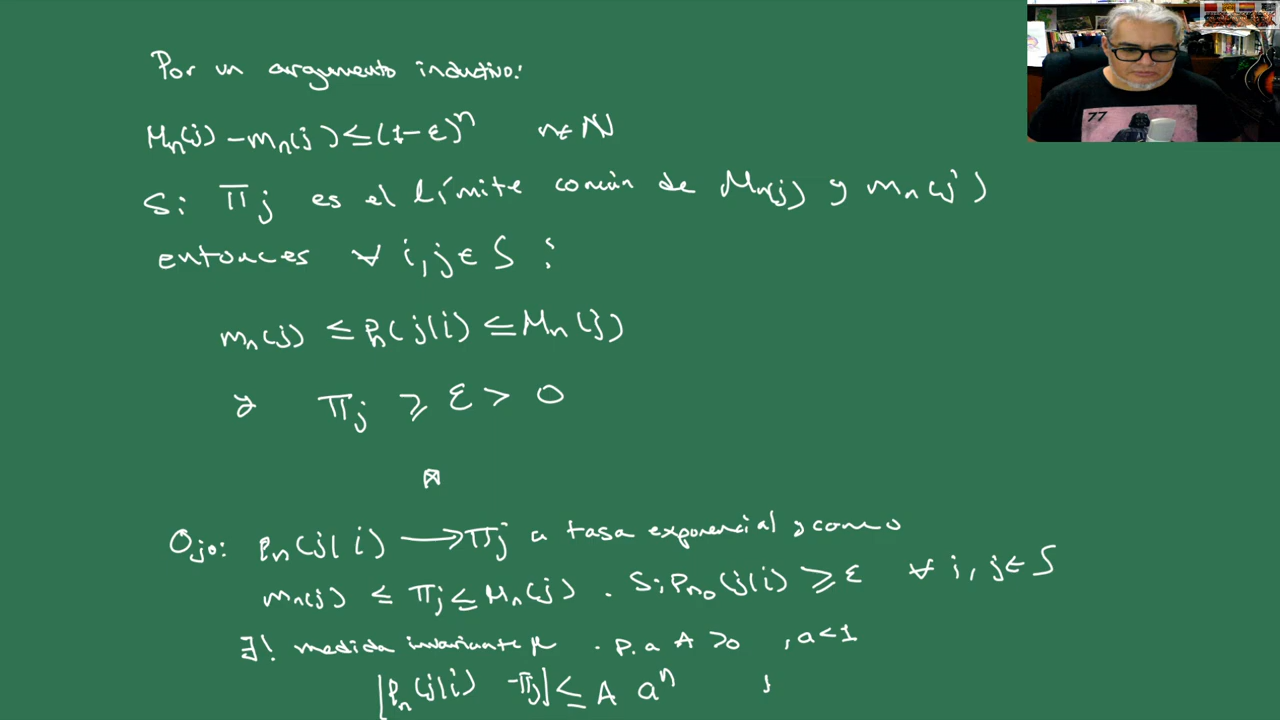 Por un argumento inductivo:
Mn(j) - mn(j) ≤ (1-ε)^n n ∈ ℕ
Si πj es el límite común de Mn(j) y mn(j)
entonces ∀ i, j ∈ S :
mn(j) ≤ Pn(j|i) ≤ Mn(j)
y πj ≥ ε > 0
⊠
Ojo: Pn(j|i) → πj a tasa exponencial y como
mn(j) ≤ πj ≤ Mn(j) . Si Pn0(j|i) ≥ ε ∀ i, j ∈ S
∃! medida invariante μ . P.a A > 0 , a < 1
|Pn(j|i) - πj| ≤ A a^n ;
77